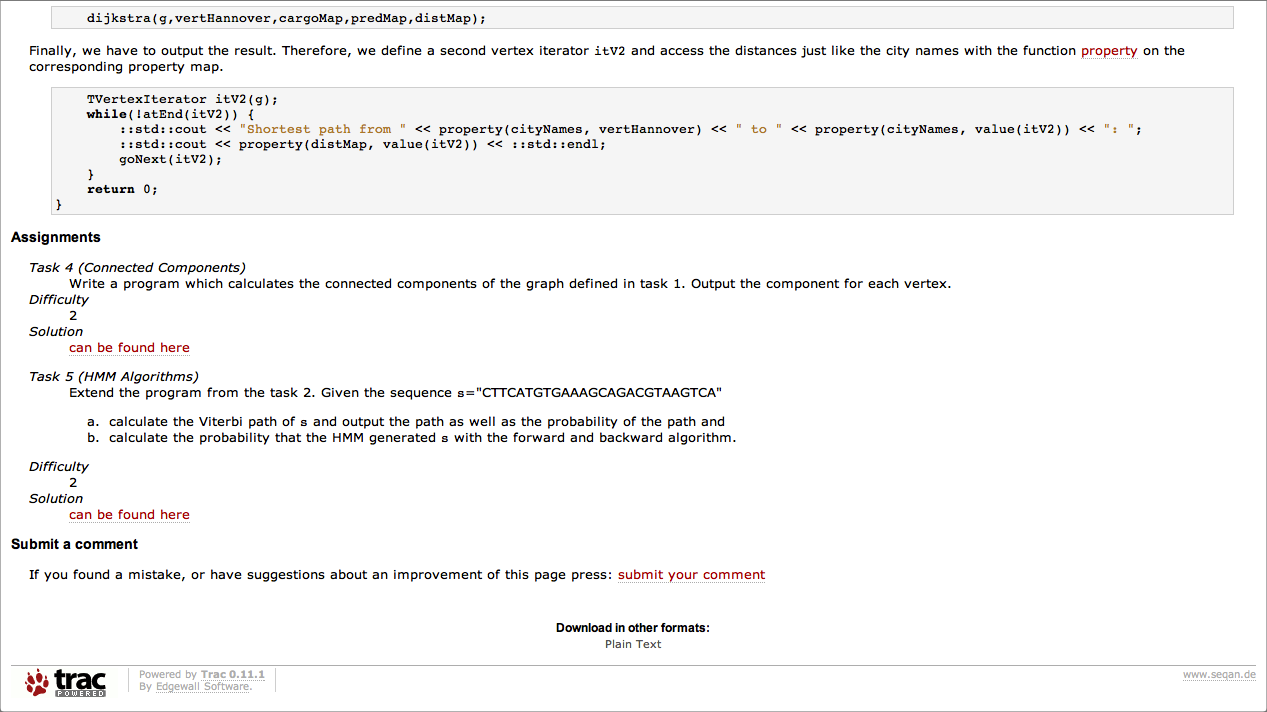 dijkstra(g,vertHannover,cargoMap,predMap,distMap);
Finally, we have to output the result. Therefore, we define a second vertex iterator itV2 and access the distances just like the city names with the function property on the
corresponding property map.
TVertexIterator itV2(g);
while(!atEnd(itV2)) {
::std::cout << "Shortest path from " << property(cityNames, vertHannover) << " to " << property(cityNames, value(itV2)) << ": ";
::std::cout << property(distMap, value(itV2)) << ::std::endl;
goNext(itV2);
}
return 0;
}
Assignments
Task 4 (Connected Components)
Write a program which calculates the connected components of the graph defined in task 1. Output the component for each vertex.
Difficulty
2
Solution
can be found here
Task 5 (HMM Algorithms)
Extend the program from the task 2. Given the sequence s="CTTCATGTGAAAGCAGACGTAAGTCA"
a. calculate the Viterbi path of s and output the path as well as the probability of the path and
b. calculate the probability that the HMM generated s with the forward and backward algorithm.
Difficulty
2
Solution
can be found here
Submit a comment
If you found a mistake, or have suggestions about an improvement of this page press: submit your comment
Download in other formats:
Plain Text
trac
POWERED
Powered by Trac 0.11.1
By Edgewall Software.
www.seqan.de